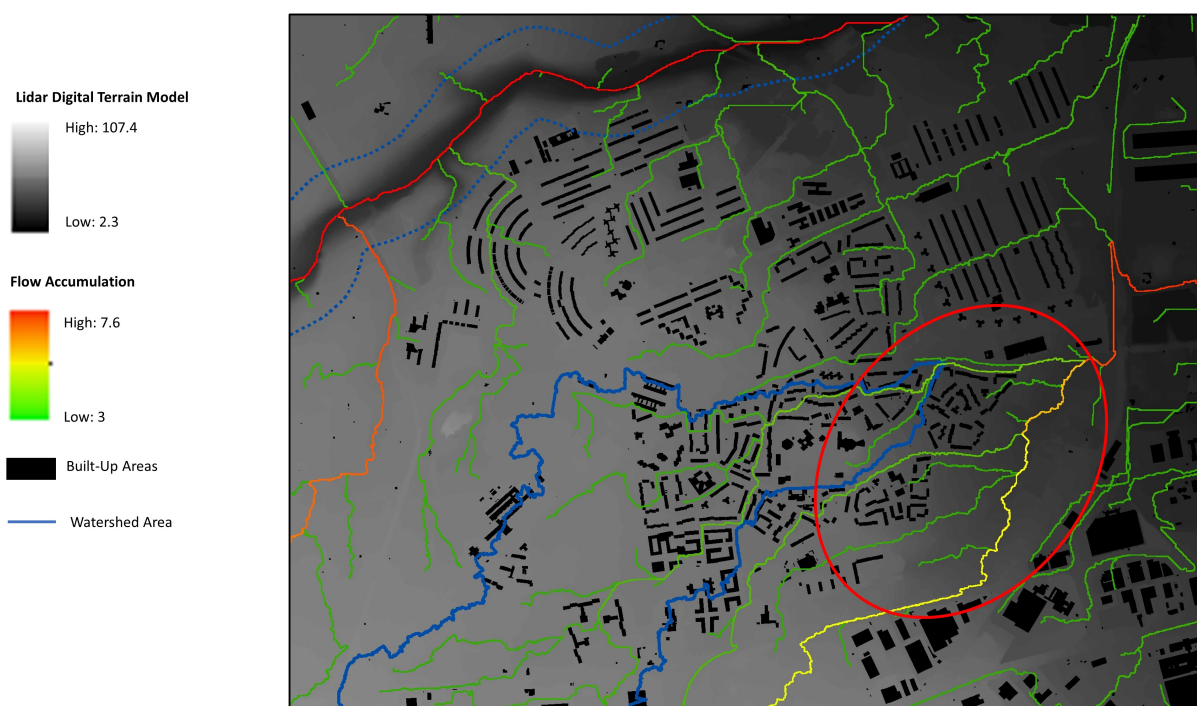 Lidar Digital Terrain Model
High: 107.4
Low: 2.3
Flow Accumulation
High: 7.6
Low: 3
Built-Up Areas
Watershed Area